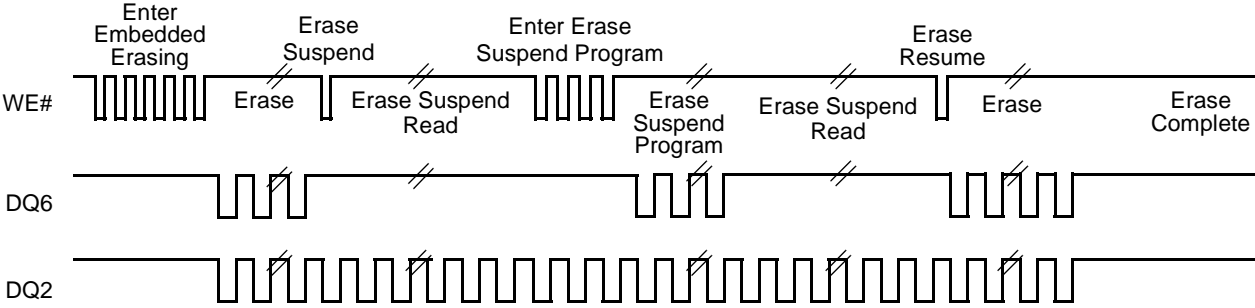 Enter
Embedded
Erasing
Erase
Suspend
Enter Erase
Suspend Program
Erase
Resume
WE#
Erase
Erase Suspend
Read
Erase
Suspend
Program
Erase Suspend
Read
Erase
Erase
Complete
DQ6
DQ2